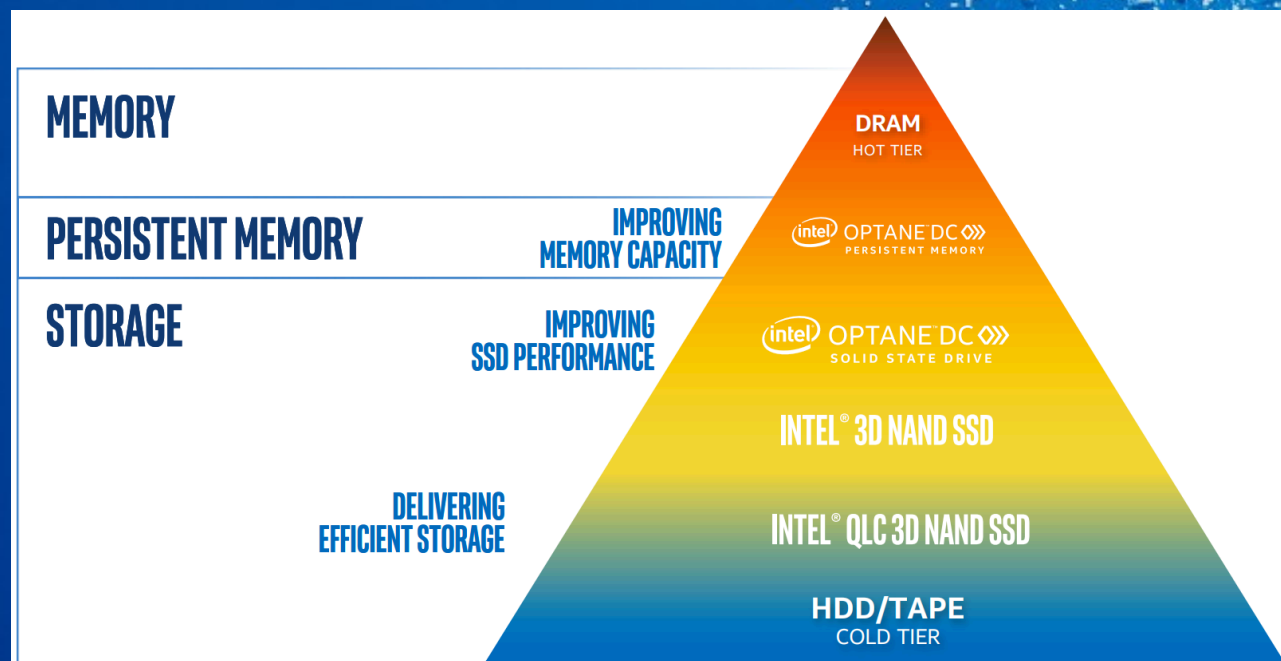 MEMORY
DRAM
HOT TIER
PERSISTENT MEMORY
IMPROVING
MEMORY CAPACITY
intel OPTANE™ DC
PERSISTENT MEMORY
STORAGE
IMPROVING
SSD PERFORMANCE
intel OPTANE™ DC
SOLID STATE DRIVE
INTEL® 3D NAND SSD
DELIVERING
EFFICIENT STORAGE
INTEL® QLC 3D NAND SSD
HDD/TAPE
COLD TIER